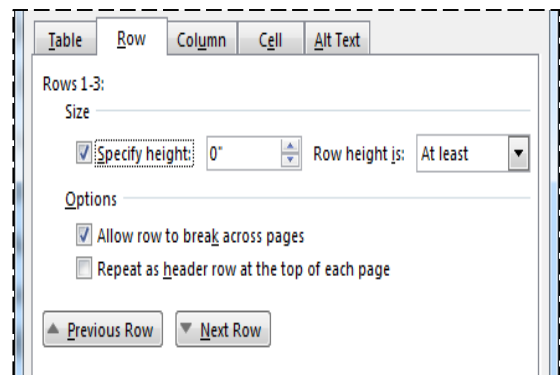 Table Row Column Cell Alt Text
Rows 1-3:
Size
Specify height: 0" Row height is: At least
Options
Allow row to break across pages
Repeat as header row at the top of each page
Previous Row Next Row